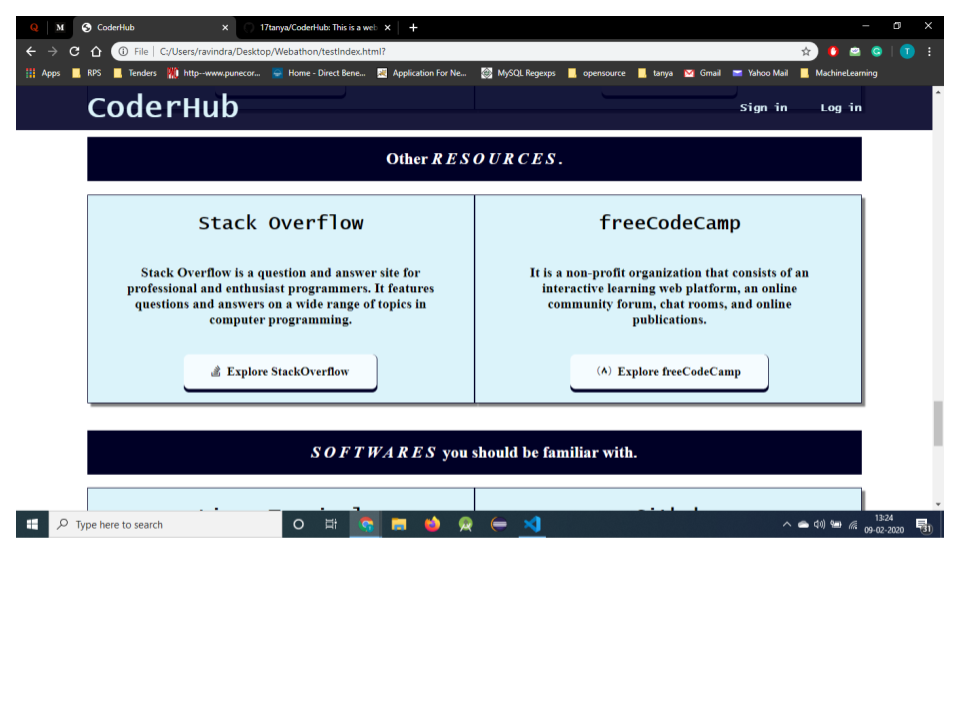 Q M CoderHub × 17tanya/CoderHub: This is a web × +
File | C:/Users/ravindra/Desktop/Webathon/testIndex.html? T
Apps RPS Tenders http--www.punecor... Home - Direct Bene... Application For Ne... MySQL Regexps opensource tanya Gmail Yahoo Mail MachineLearning
CoderHub Sign in Log in
Other RESOURCES.
Stack Overflow
Stack Overflow is a question and answer site for
professional and enthusiast programmers. It features
questions and answers on a wide range of topics in
computer programming.
Explore StackOverflow
freeCodeCamp
It is a non-profit organization that consists of an
interactive learning web platform, an online
community forum, chat rooms, and online
publications.
Explore freeCodeCamp
SOFTWARES you should be familiar with.
Type here to search
13:24
09-02-2020
31